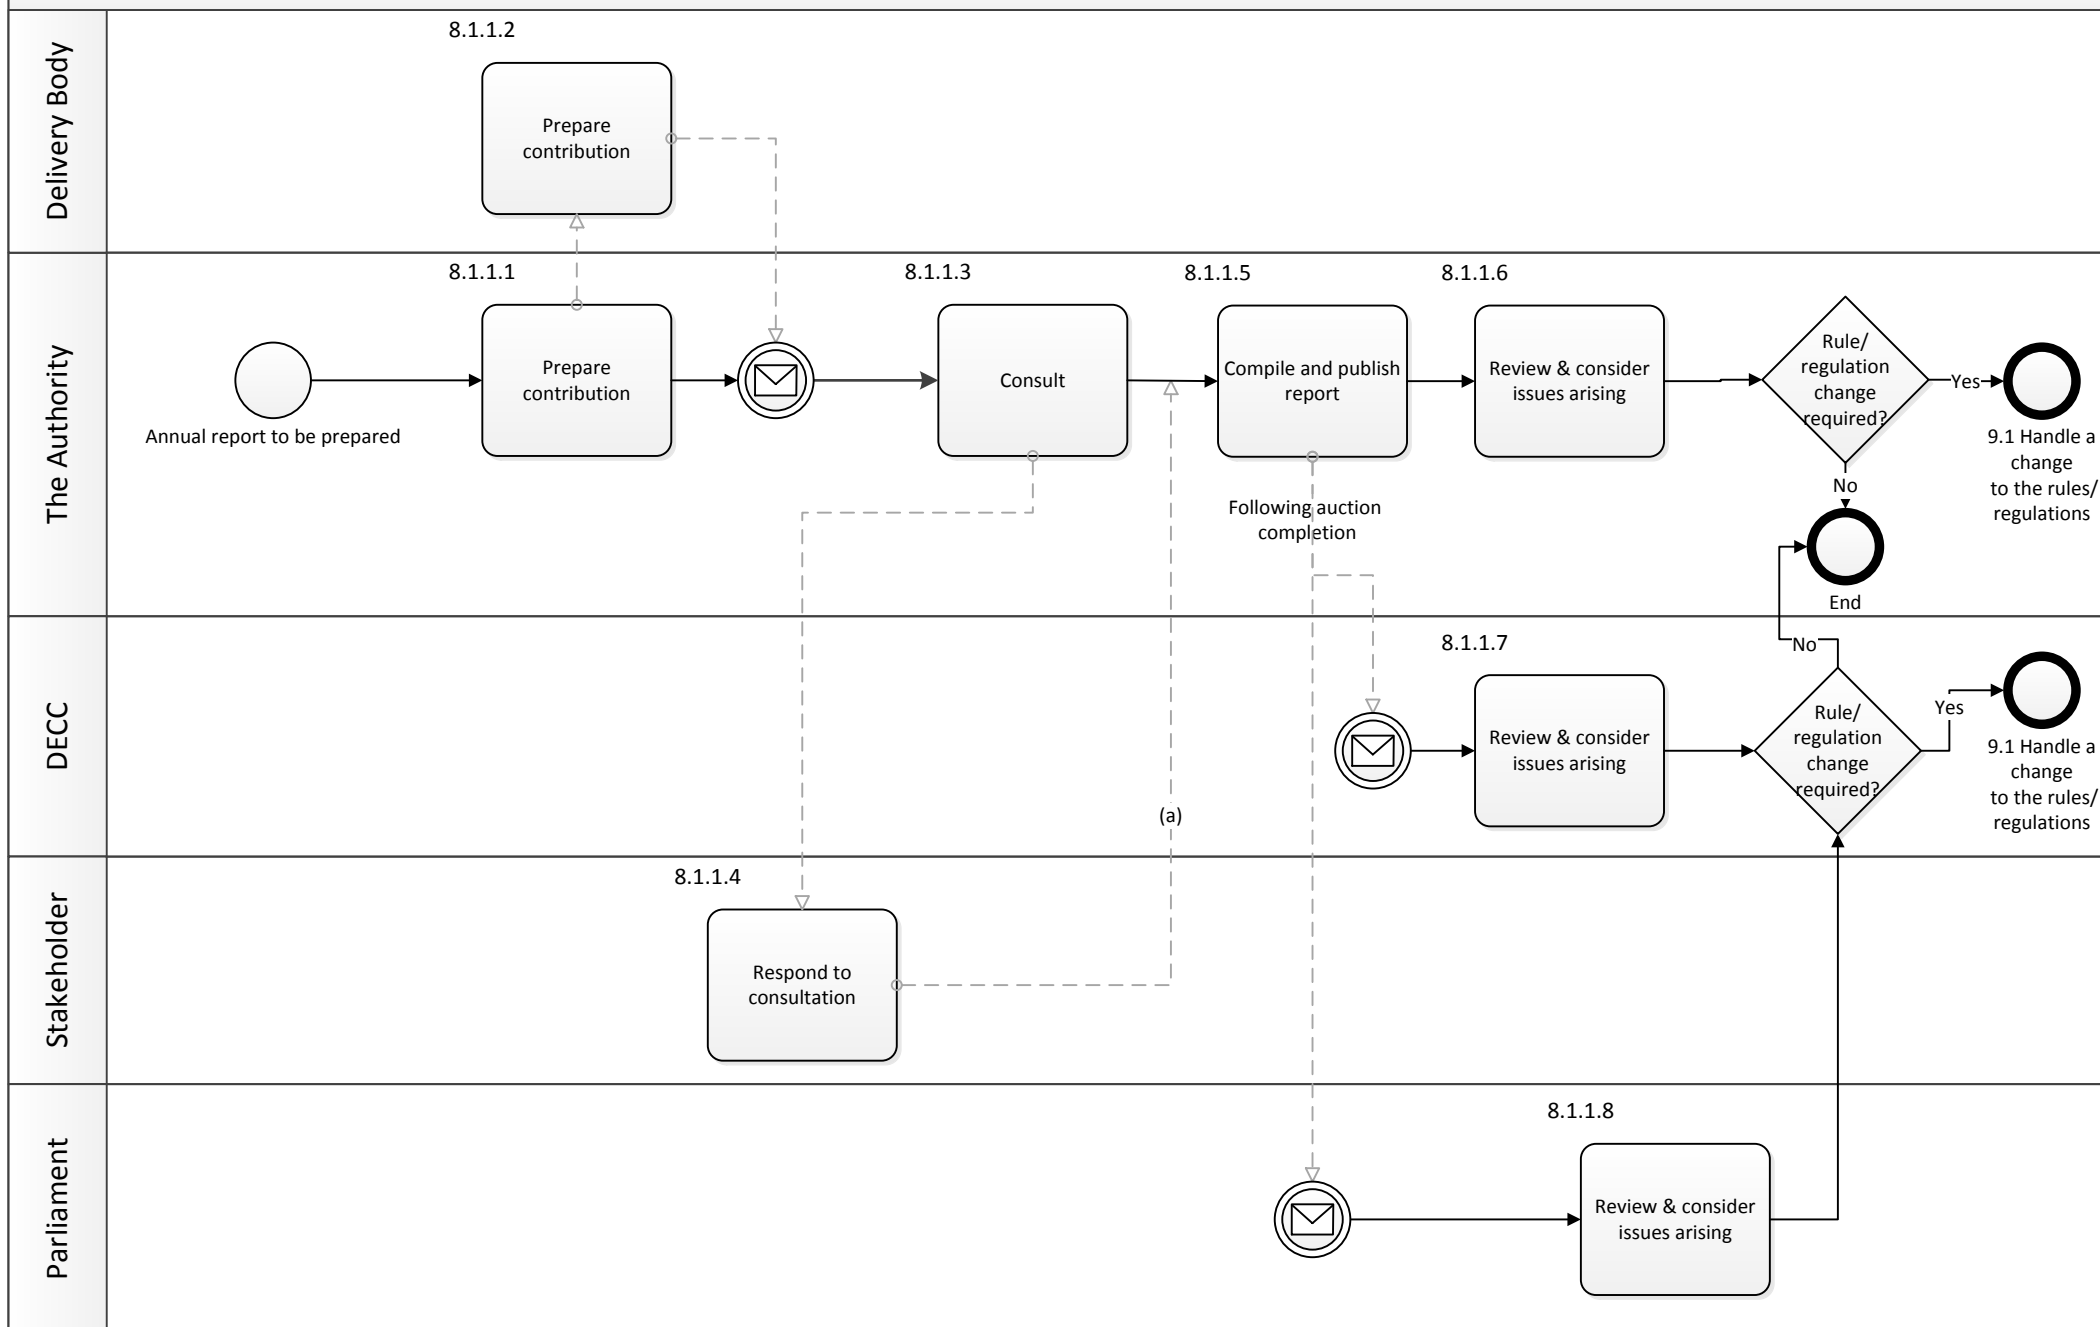 Delivery Body
8.1.1.2
Prepare
contribution
The Authority
8.1.1.1
8.1.1.3
8.1.1.5
8.1.1.6
Annual report to be prepared
Prepare
contribution
Consult
Compile and publish
report
Review & consider
issues arising
Rule/
regulation
change
required?
Yes
9.1 Handle a
change
to the rules/
regulations
No
End
Following auction
completion
DECC
8.1.1.7
Review & consider
issues arising
No
Rule/
regulation
change
required?
Yes
9.1 Handle a
change
to the rules/
regulations
(a)
Stakeholder
8.1.1.4
Respond to
consultation
Parliament
8.1.1.8
Review & consider
issues arising